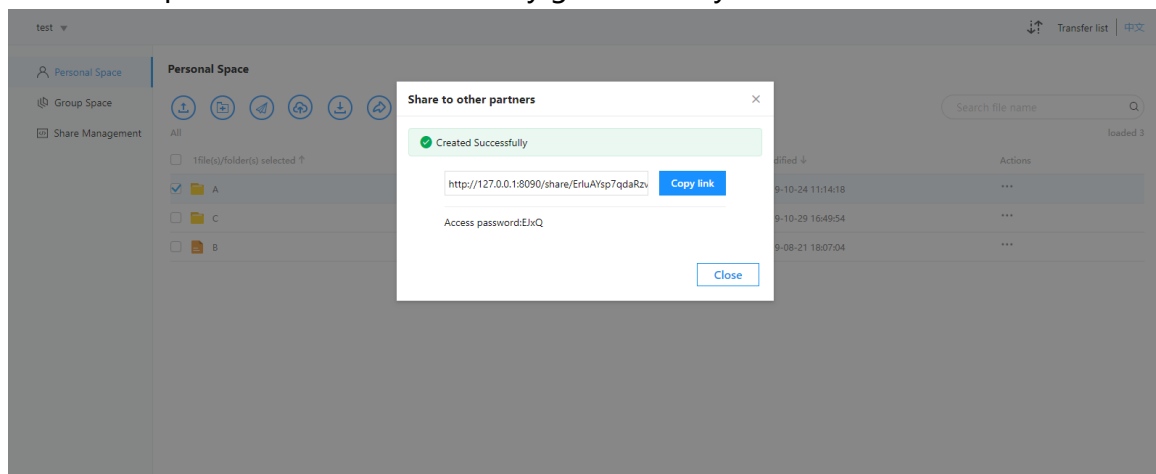 test
Transfer list
中文
Personal Space
Group Space
Share Management
Personal Space
Search file name
All
loaded 3
1file(s)/folder(s) selected ↑
dified ↓
Actions
A
9-10-24 11:14:18
C
9-10-29 16:49:54
B
9-08-21 18:07:04
Share to other partners
Created Successfully
http://127.0.0.1:8090/share/ErluAYsp7qdaRzv
Copy link
Access password:EJxQ
Close